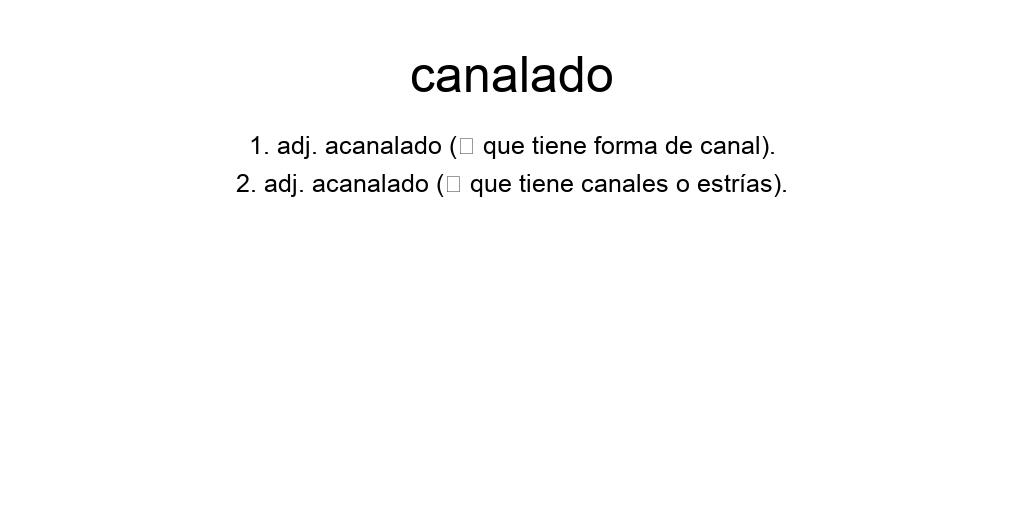 canalado
1. adj. acanalado (□ que tiene forma de canal).
2. adj. acanalado (□ que tiene canales o estrías).